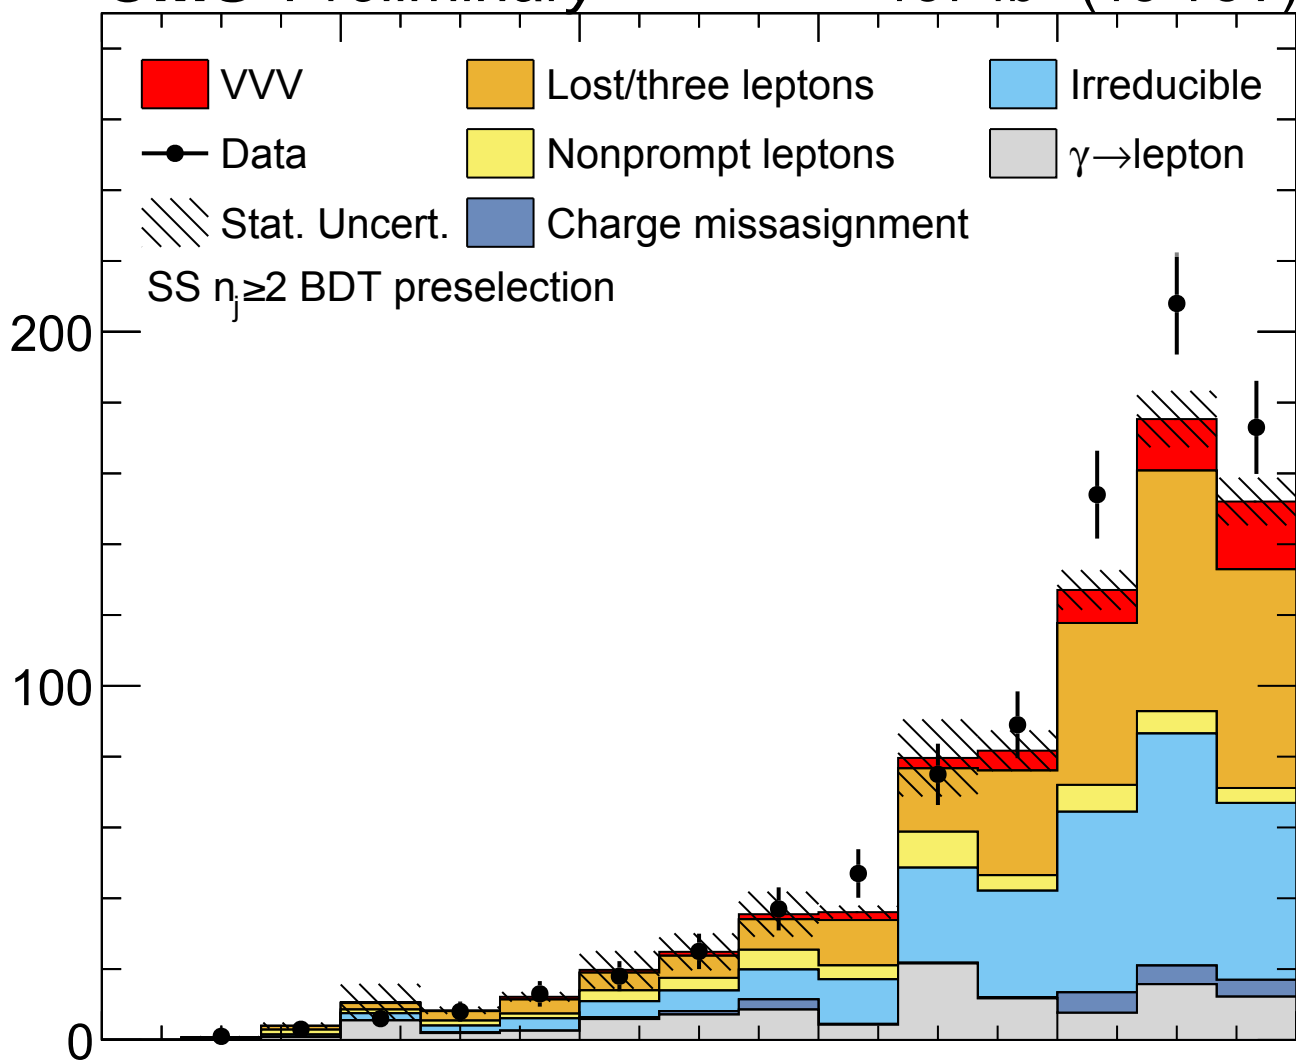 VVV
Lost/three leptons
Irreducible
Data
Nonprompt leptons
γ→lepton
Stat. Uncert.
Charge missasignment
SS nj≥2 BDT preselection
200
100
0